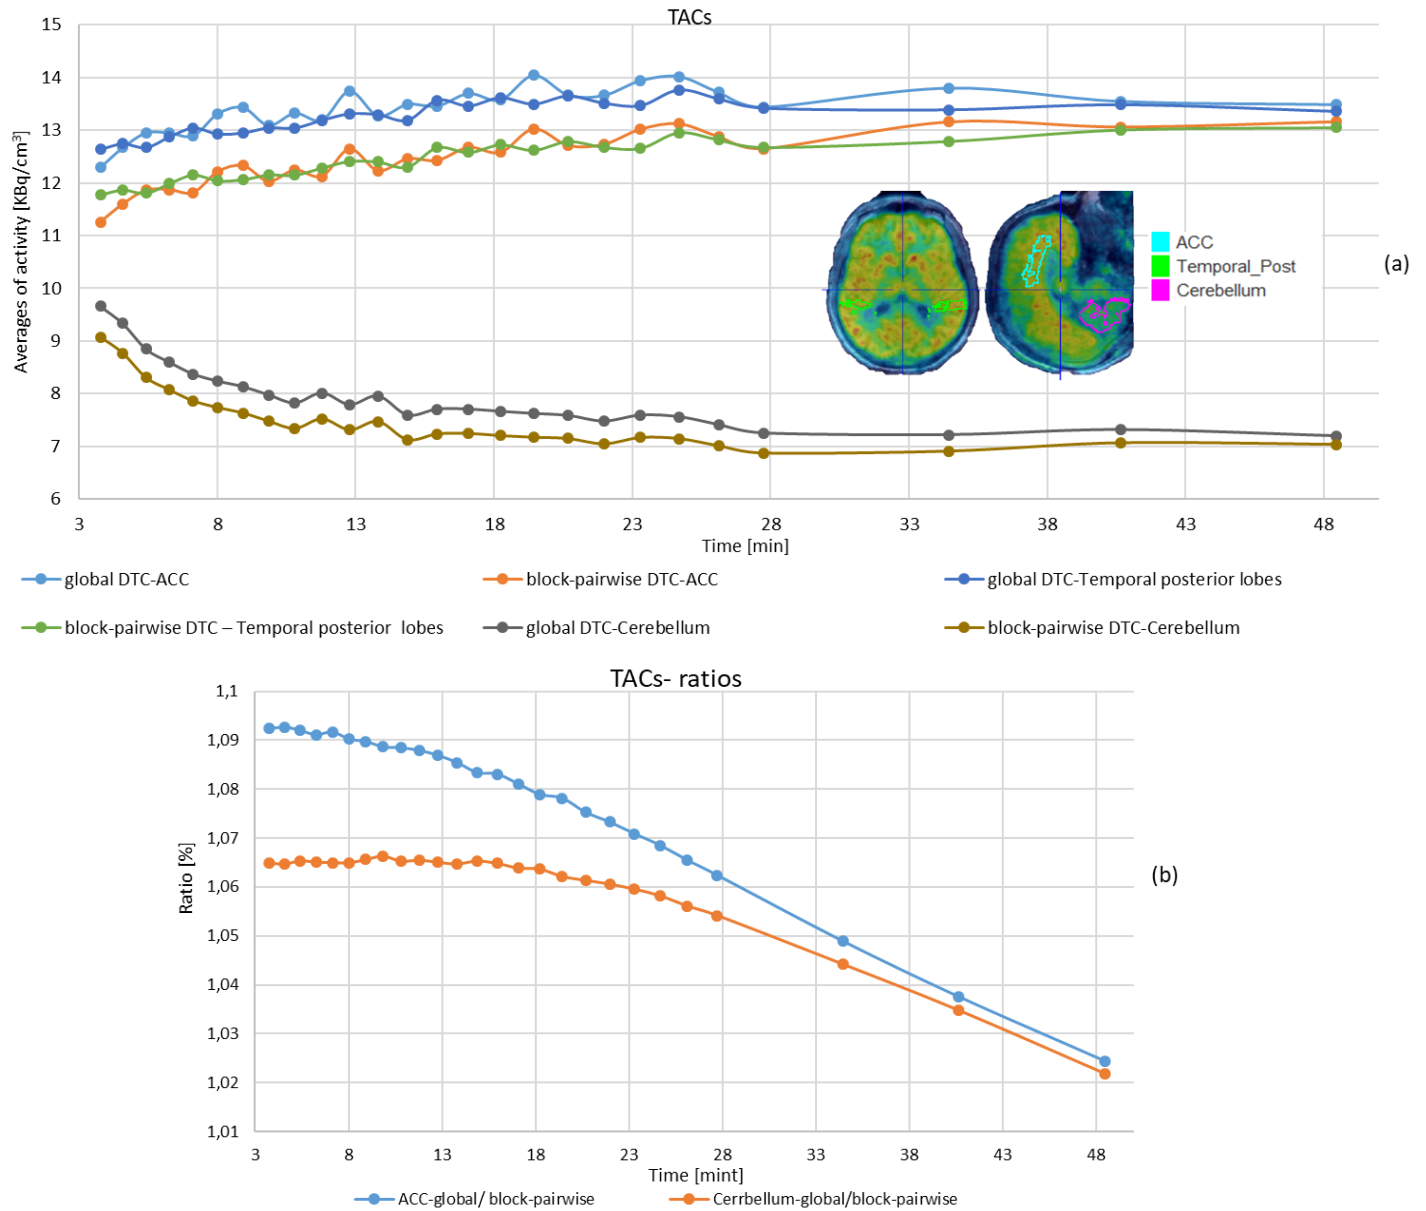 TACs
15
14
13
12
11
10
9
8
7
6
Averages of activity [KBq/cm³]
3 8 13 18 23 28 33 38 43 48
Time [min]
ACC
Temporal_Post
Cerebellum
(a)
global DTC-ACC block-pairwise DTC-ACC global DTC-Temporal posterior lobes
block-pairwise DTC – Temporal posterior lobes global DTC-Cerebellum block-pairwise DTC-Cerebellum
TACs- ratios
1,1
1,09
1,08
1,07
1,06
1,05
1,04
1,03
1,02
1,01
Ratio [%]
(b)
3 8 13 18 23 28 33 38 43 48
Time [mint]
ACC-global/ block-pairwise Cerrbellum-global/block-pairwise